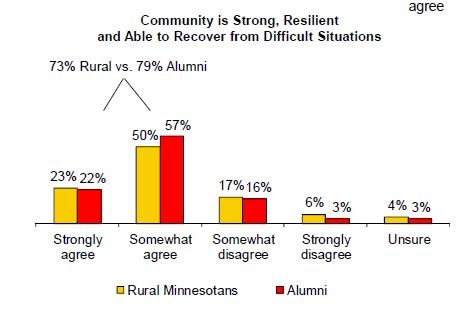 agree
Community is Strong, Resilient
and Able to Recover from Difficult Situations
73% Rural vs. 79% Alumni
23% 22%
50% 57%
17% 16%
6% 3%
4% 3%
Strongly agree
Somewhat agree
Somewhat disagree
Strongly disagree
Unsure
Rural Minnesotans Alumni